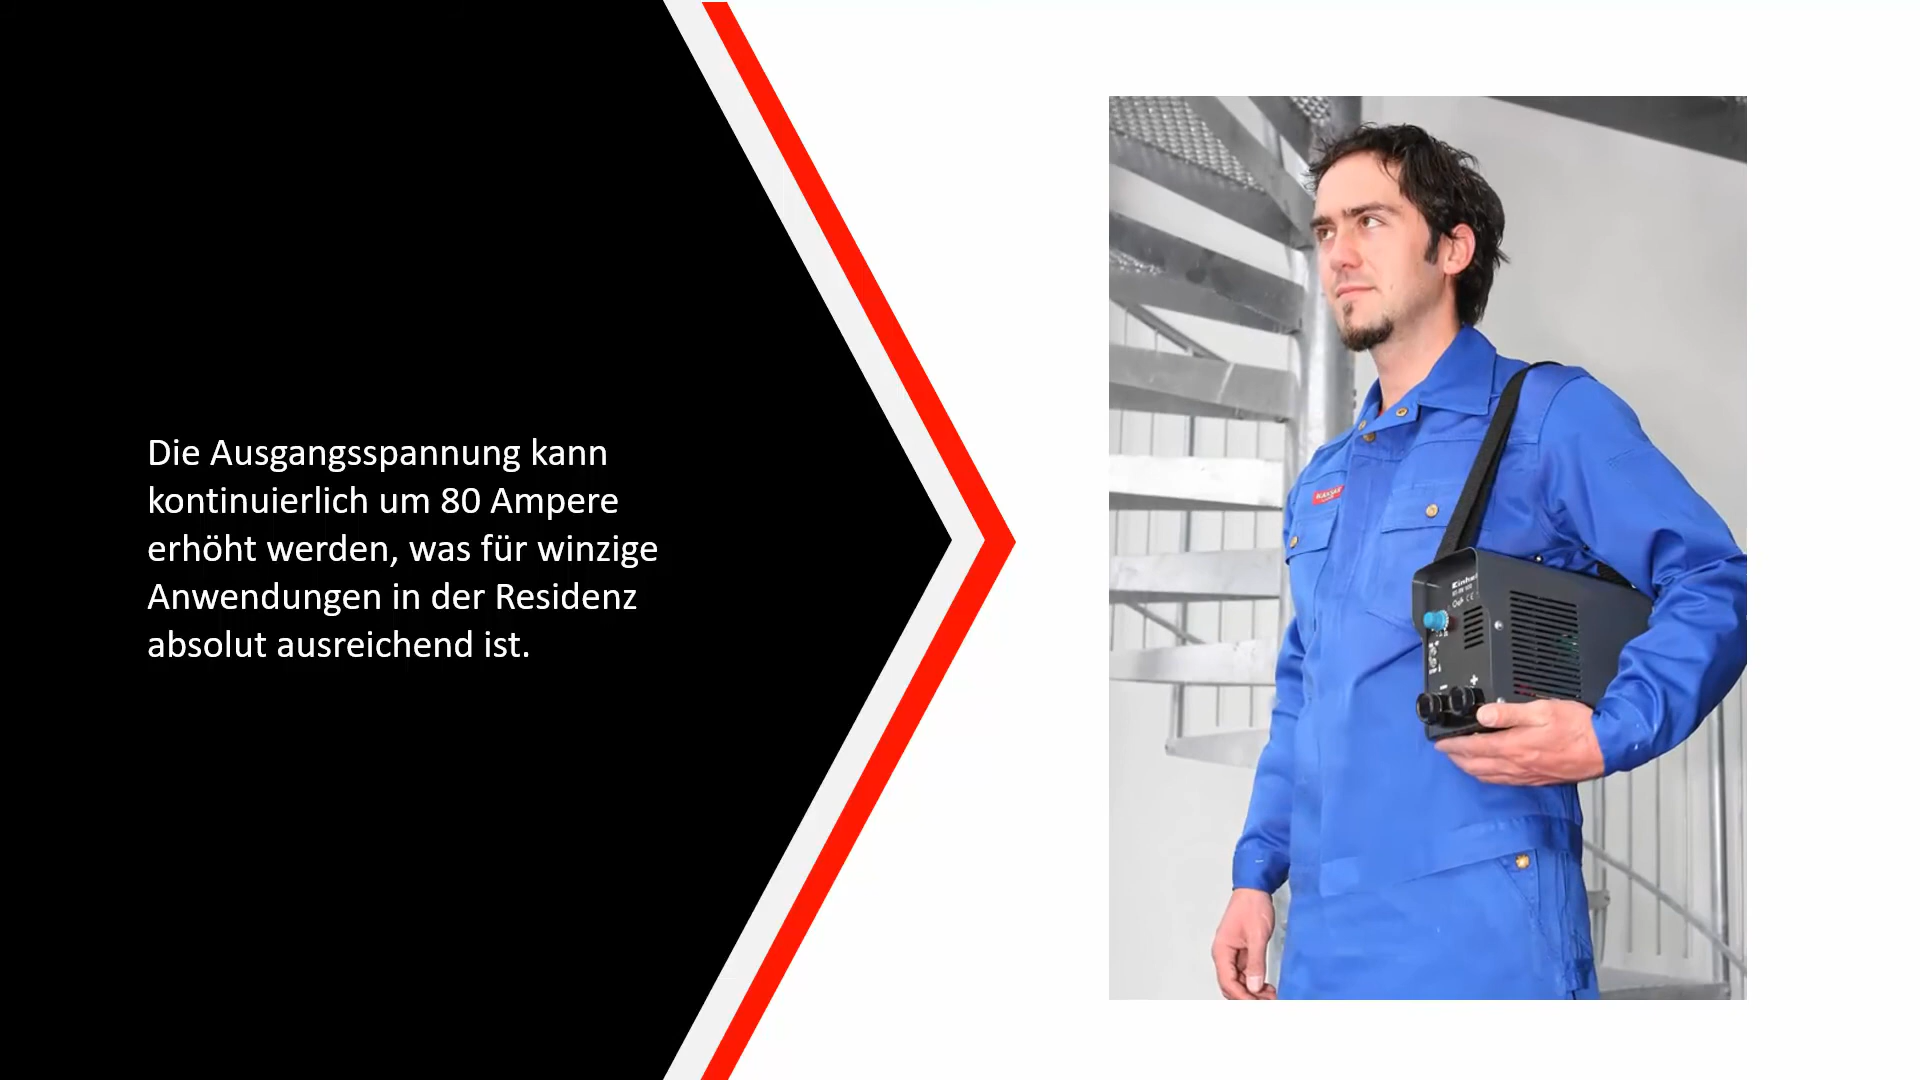 Die Ausgangsspannung kann
kontinuierlich um 80 Ampere
erhöht werden, was für winzige
Anwendungen in der Residenz
absolut ausreichend ist.